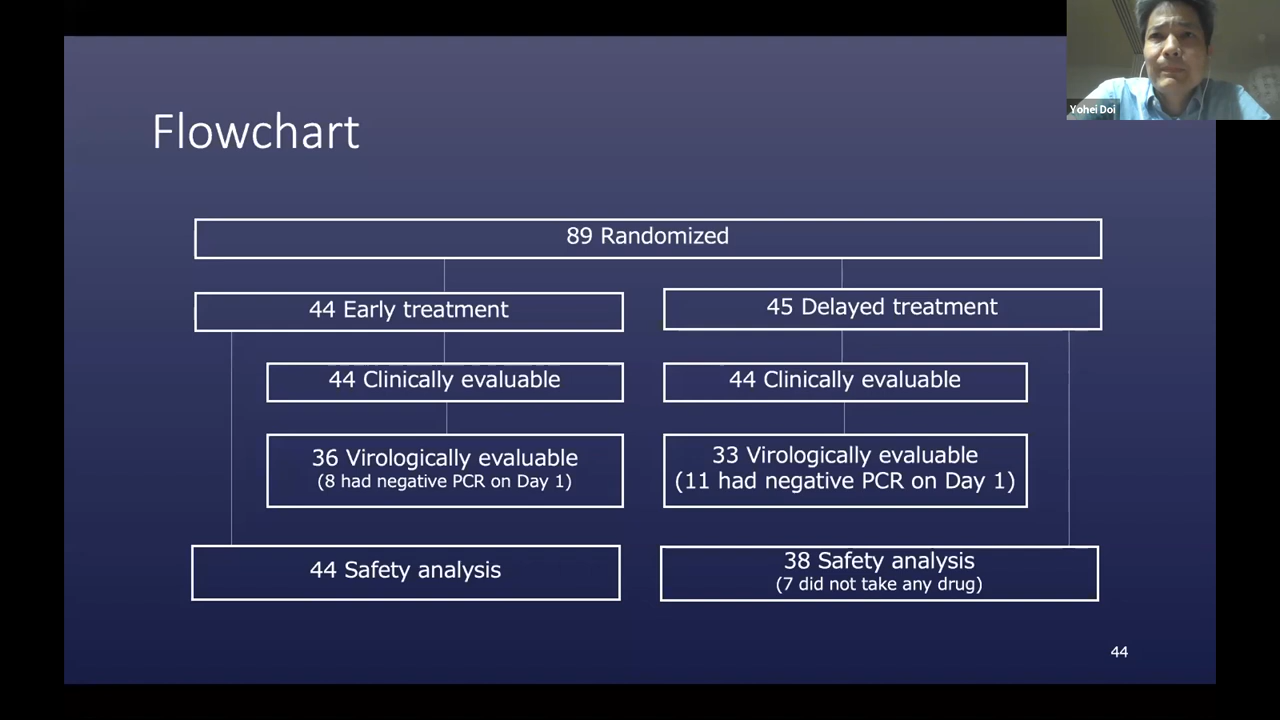 Yohei Doi
Flowchart
89 Randomized
44 Early treatment
45 Delayed treatment
44 Clinically evaluable
44 Clinically evaluable
36 Virologically evaluable
(8 had negative PCR on Day 1)
33 Virologically evaluable
(11 had negative PCR on Day 1)
44 Safety analysis
38 Safety analysis
(7 did not take any drug)
44